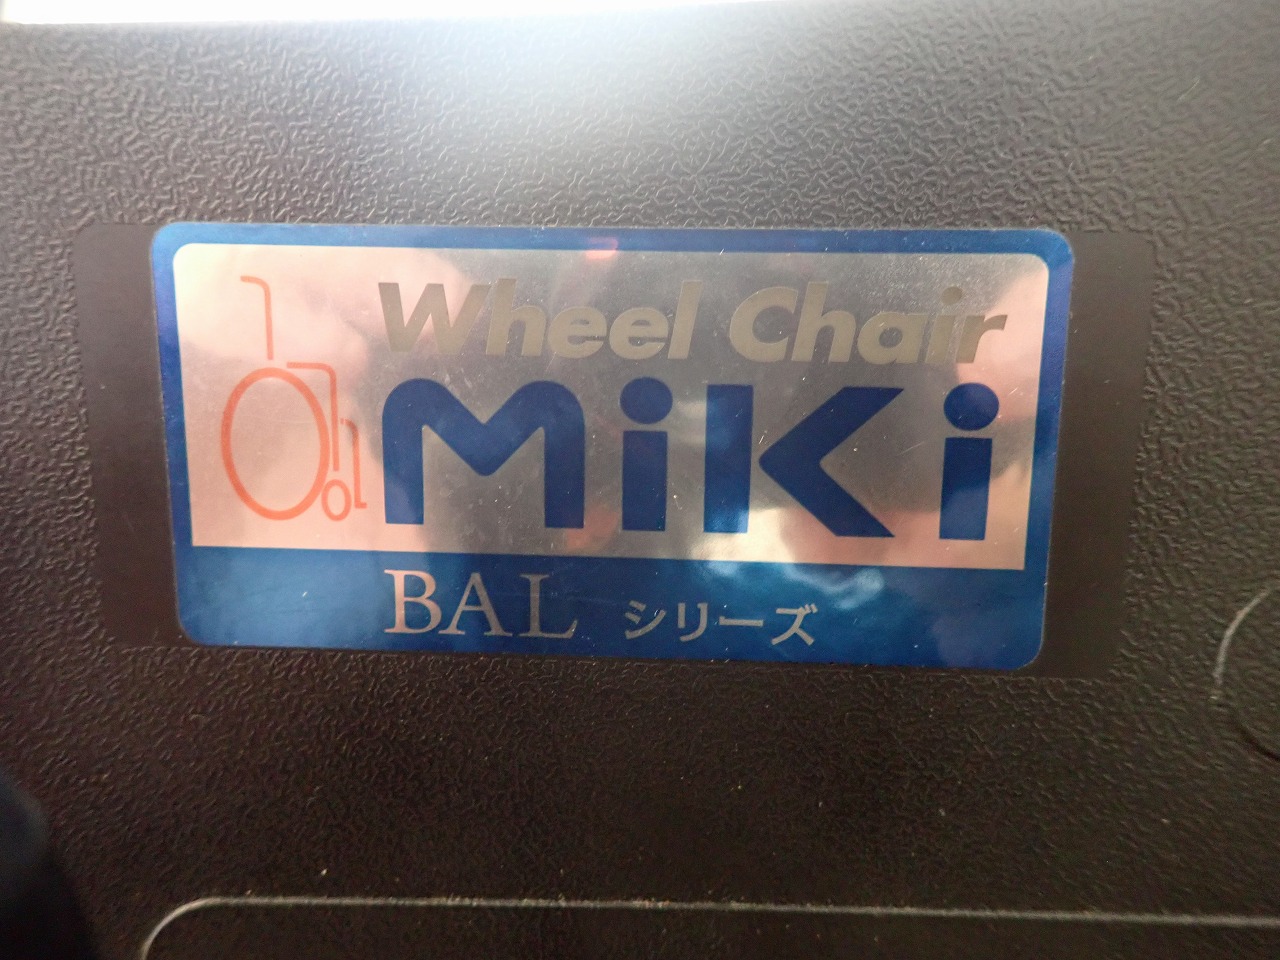 Wheel Chair
MiKi
BAL シリーズ